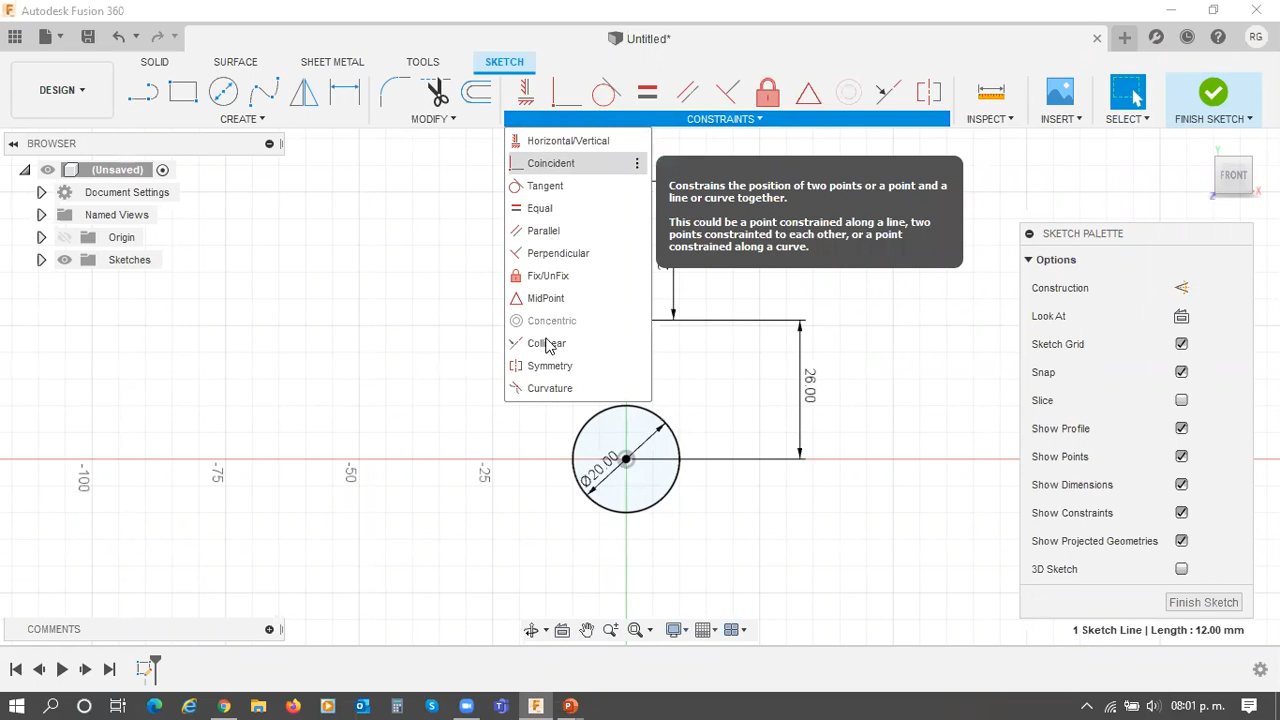 Autodesk Fusion 360
Untitled*
RG
SOLID
SURFACE
SHEET METAL
TOOLS
SKETCH
DESIGN
CREATE
MODIFY
CONSTRAINTS
INSPECT
INSERT
SELECT
FINISH SKETCH
BROWSER
(Unsaved)
Document Settings
Named Views
Origin
Sketches
Horizontal/Vertical
Coincident
Tangent
Equal
Parallel
Perpendicular
Fix/UnFix
MidPoint
Concentric
Collinear
Symmetry
Curvature
Constrains the position of two points or a point and a
line or curve together.
This could be a point constrained along a line, two
points constrainted to each other, or a point
constrained along a curve.
FRONT
Y
X
Z
SKETCH PALETTE
Options
Construction
Look At
Sketch Grid
Snap
Slice
Show Profile
Show Points
Show Dimensions
Show Constraints
Show Projected Geometries
3D Sketch
Finish Sketch
26.00
Ø20.00
-100
-75
-50
-25
COMMENTS
1 Sketch Line | Length : 12.00 mm
08:01 p. m.